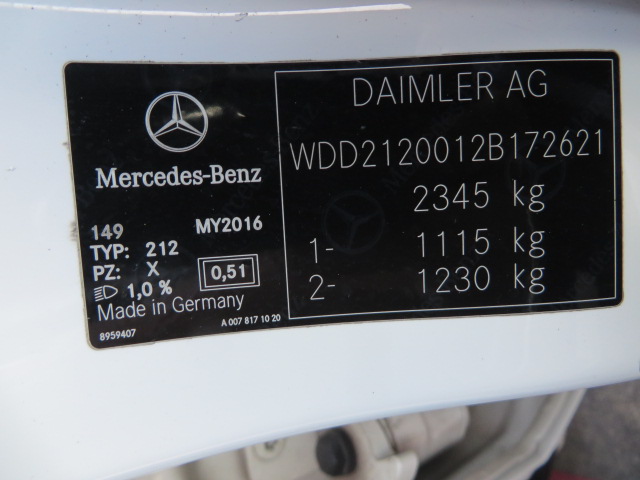 Mercedes-Benz
149 MY2016
TYP: 212
PZ: X 0,51
1,0 %
Made in Germany
8959407 A 007 817 10 20
DAIMLER AG
WDD2120012B172621
2345 kg
1- 1115 kg
2- 1230 kg